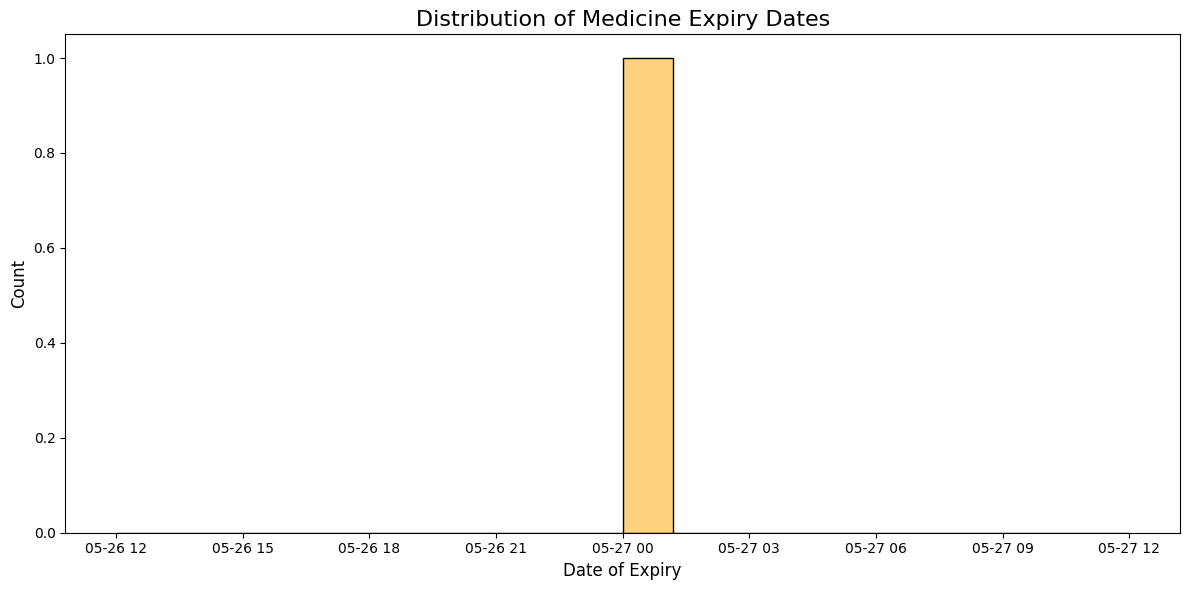 Distribution of Medicine Expiry Dates
1.0
0.8
0.6
0.4
0.2
0.0
Count
05-26 12 05-26 15 05-26 18 05-26 21 05-27 00 05-27 03 05-27 06 05-27 09 05-27 12
Date of Expiry